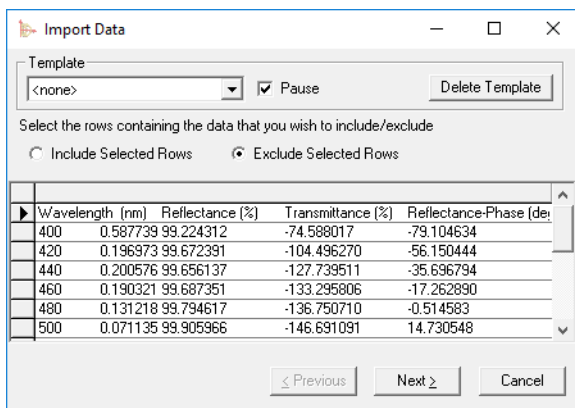 Import Data
Template
<none>
Pause
Delete Template
Select the rows containing the data that you wish to include/exclude
Include Selected Rows
Exclude Selected Rows
Wavelength (nm) Reflectance (%) Transmittance (%) Reflectance-Phase (deg
400 0.587739 99.224312 -74.588017 -79.104634
420 0.196973 99.672391 -104.496270 -56.150444
440 0.200576 99.656137 -127.739511 -35.696794
460 0.190321 99.687351 -133.295806 -17.262890
480 0.131218 99.794617 -136.750710 -0.514583
500 0.071135 99.905966 -146.691091 14.730548
< Previous
Next >
Cancel